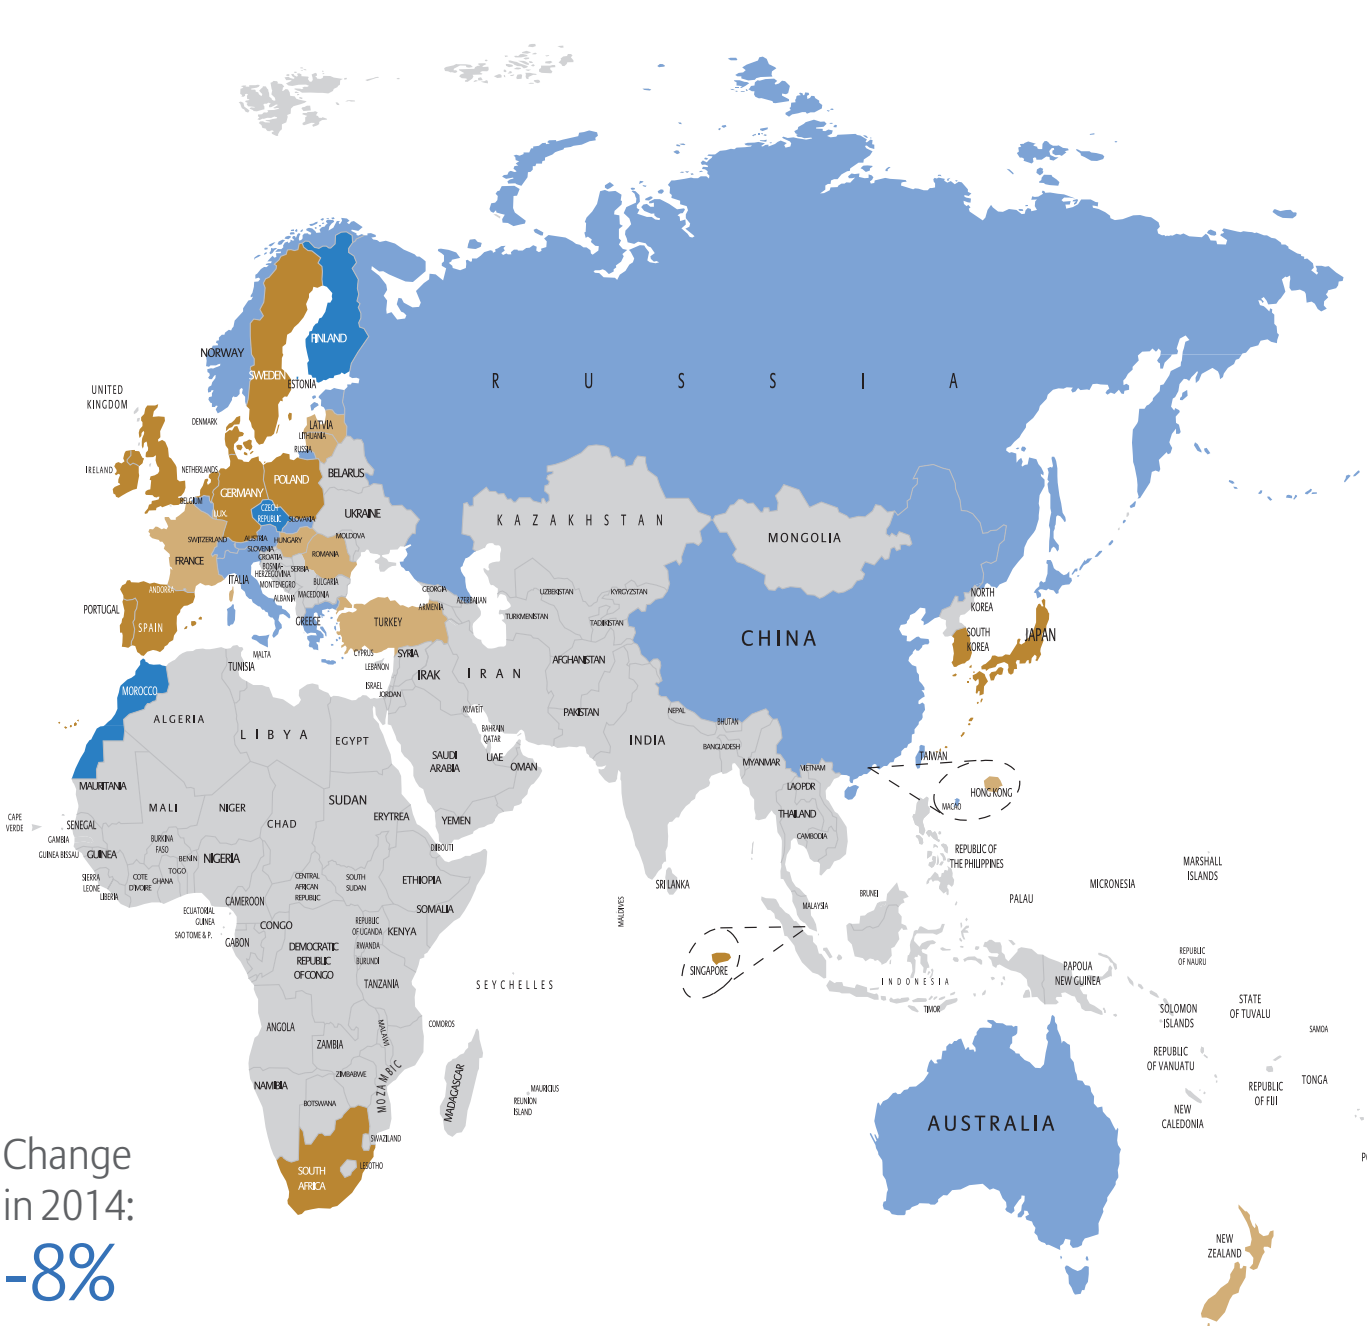 NORWAY
FINLAND
SWEDEN
ESTONIA
R U S S I A
UNITED
KINGDOM
DENMARK
LATVIA
LITHUANIA
RUSSIA
IRELAND
NETHERLANDS
BELARUS
POLAND
GERMANY
BELGIUM
LUX.
CZECH
REPUBLIC
SLOVAKIA
UKRAINE
KAZAKHSTAN
MONGOLIA
SWITZERLAND
AUSTRIA
HUNGARY
MOLDOVA
SLOVENIA
CROATIA
ROMANIA
FRANCE
BOSNIA-
HERZEGOVINA
SERBIA
ITALIA
MONTENEGRO
BULGARIA
ANDORRA
ALBANIA
MACEDONIA
GEORGIA
ARMENIA
AZERBAIJAN
UZBEKISTAN
KYRGYZSTAN
NORTH
KOREA
PORTUGAL
SPAIN
GREECE
TURKEY
TURKMENISTAN
TADJIKISTAN
CHINA
SOUTH
KOREA
JAPAN
MALTA
TUNISIA
CYPRUS
SYRIA
LEBANON
IRAK
IRAN
AFGHANISTAN
MOROCCO
ISRAEL
JORDAN
KUWEIT
PAKISTAN
NEPAL
BHUTAN
ALGERIA
LIBYA
EGYPT
BAHRAIN
QATAR
INDIA
BANGLADESH
SAUDI
ARABIA
UAE
OMAN
MYANMAR
VIETNAM
TAIWAN
MAURITANIA
LAO PDR
HONG KONG
MACAO
MALI
NIGER
SUDAN
CHAD
ERYTREA
YEMEN
THAILAND
CAPE
VERDE
SENEGAL
GAMBIA
GUINEA BISSAU
GUINEA
BURKINA
FASO
BENIN
NIGERIA
DJIBOUTI
CAMBODIA
REPUBLIC OF
THE PHILIPPINES
MARSHALL
ISLANDS
SIERRA
LEONE
LIBERIA
COTE
D'IVOIRE
GHANA
TOGO
CENTRAL
AFRICAN
REPUBLIC
SOUTH
SUDAN
ETHIOPIA
SRI LANKA
MICRONESIA
CAMEROON
SOMALIA
MALDIVES
MALAYSIA
BRUNEI
PALAU
ECUATORIAL
GUINEA
SAO TOME & P.
GABON
CONGO
REPUBLIC
OF UGANDA
KENYA
RWANDA
BURUNDI
DEMOCRATIC
REPUBLIC
OF CONGO
TANZANIA
SEYCHELLES
SINGAPORE
INDONESIA
TIMOR
PAPOUA
NEW GUINEA
REPUBLIC
OF NAURU
SOLOMON
ISLANDS
STATE
OF TUVALU
SAMOA
ANGOLA
ZAMBIA
MALAWI
COMOROS
REPUBLIC
OF VANUATU
NAMIBIA
ZIMBABWE
MOZAMBIC
MADAGASCAR
MAURICIUS
REUNION
ISLAND
REPUBLIC
OF FIJI
TONGA
BOTSWANA
NEW
CALEDONIA
AUSTRALIA
SWAZILAND
LESOTHO
SOUTH
AFRICA
NEW
ZEALAND
Change
in 2014:
-8%